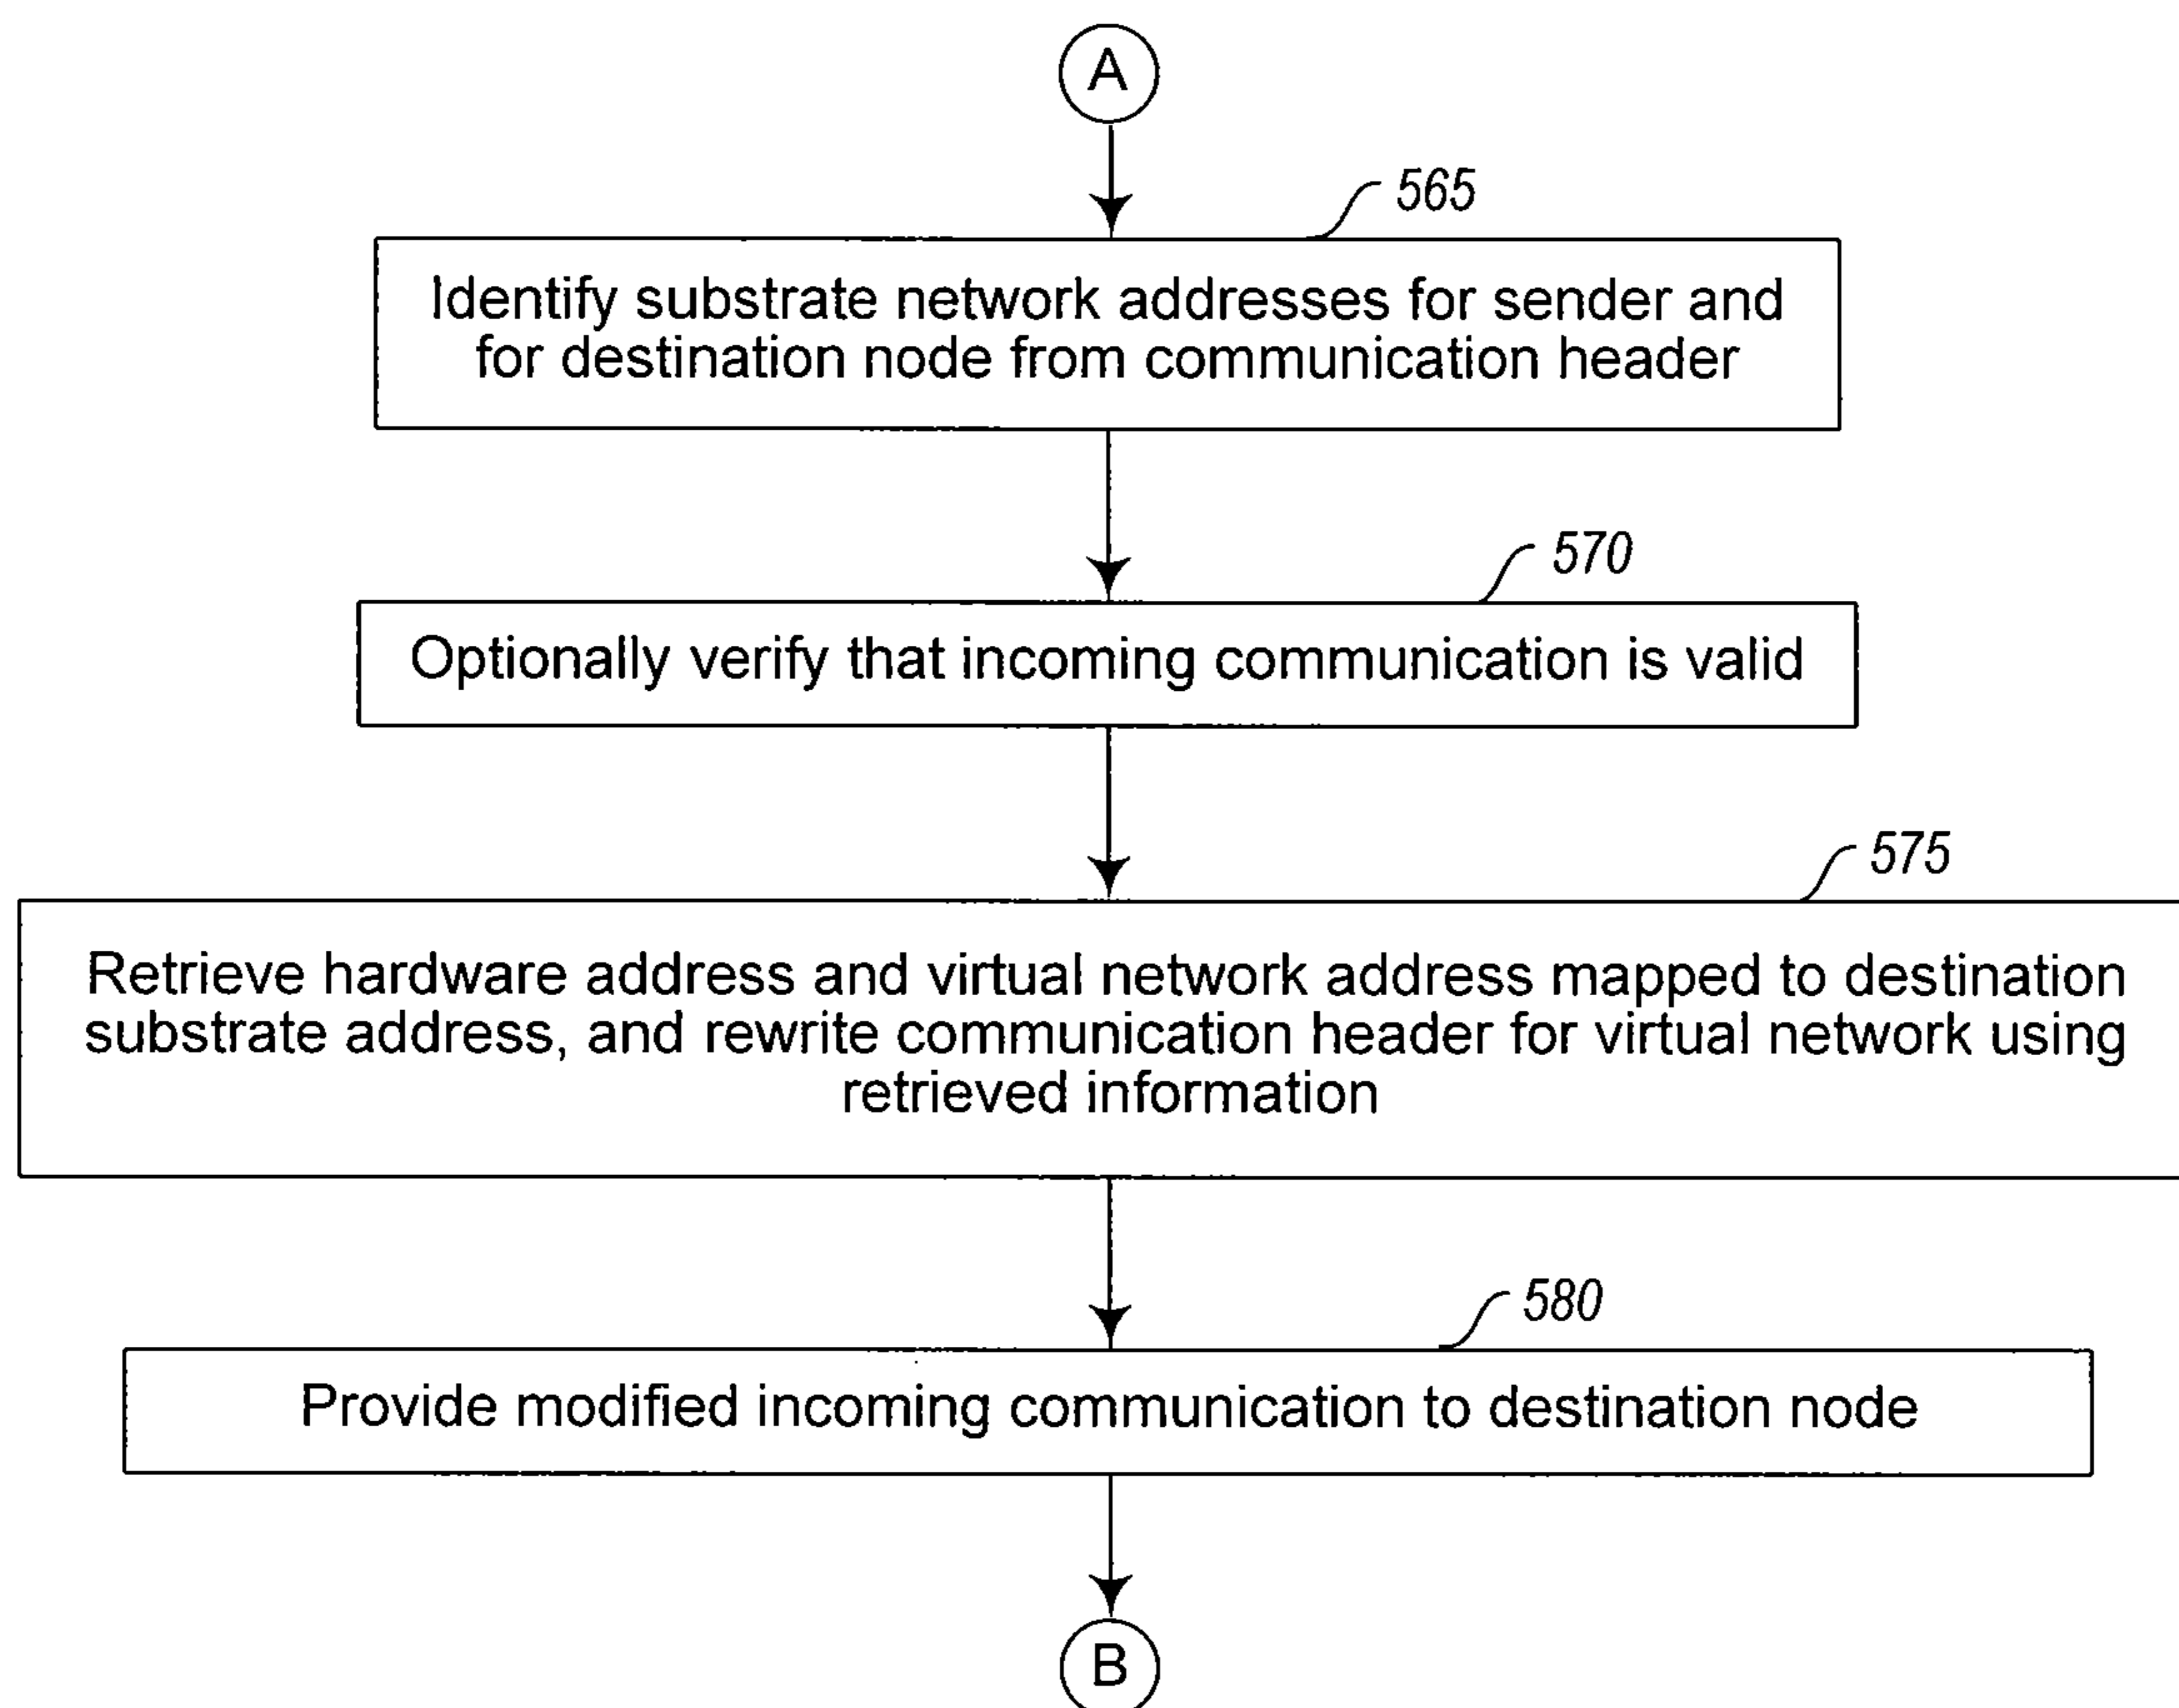 A
565
Identify substrate network addresses for sender and
for destination node from communication header
570
Optionally verify that incoming communication is valid
575
Retrieve hardware address and virtual network address mapped to destination
substrate address, and rewrite communication header for virtual network using
retrieved information
580
Provide modified incoming communication to destination node
B